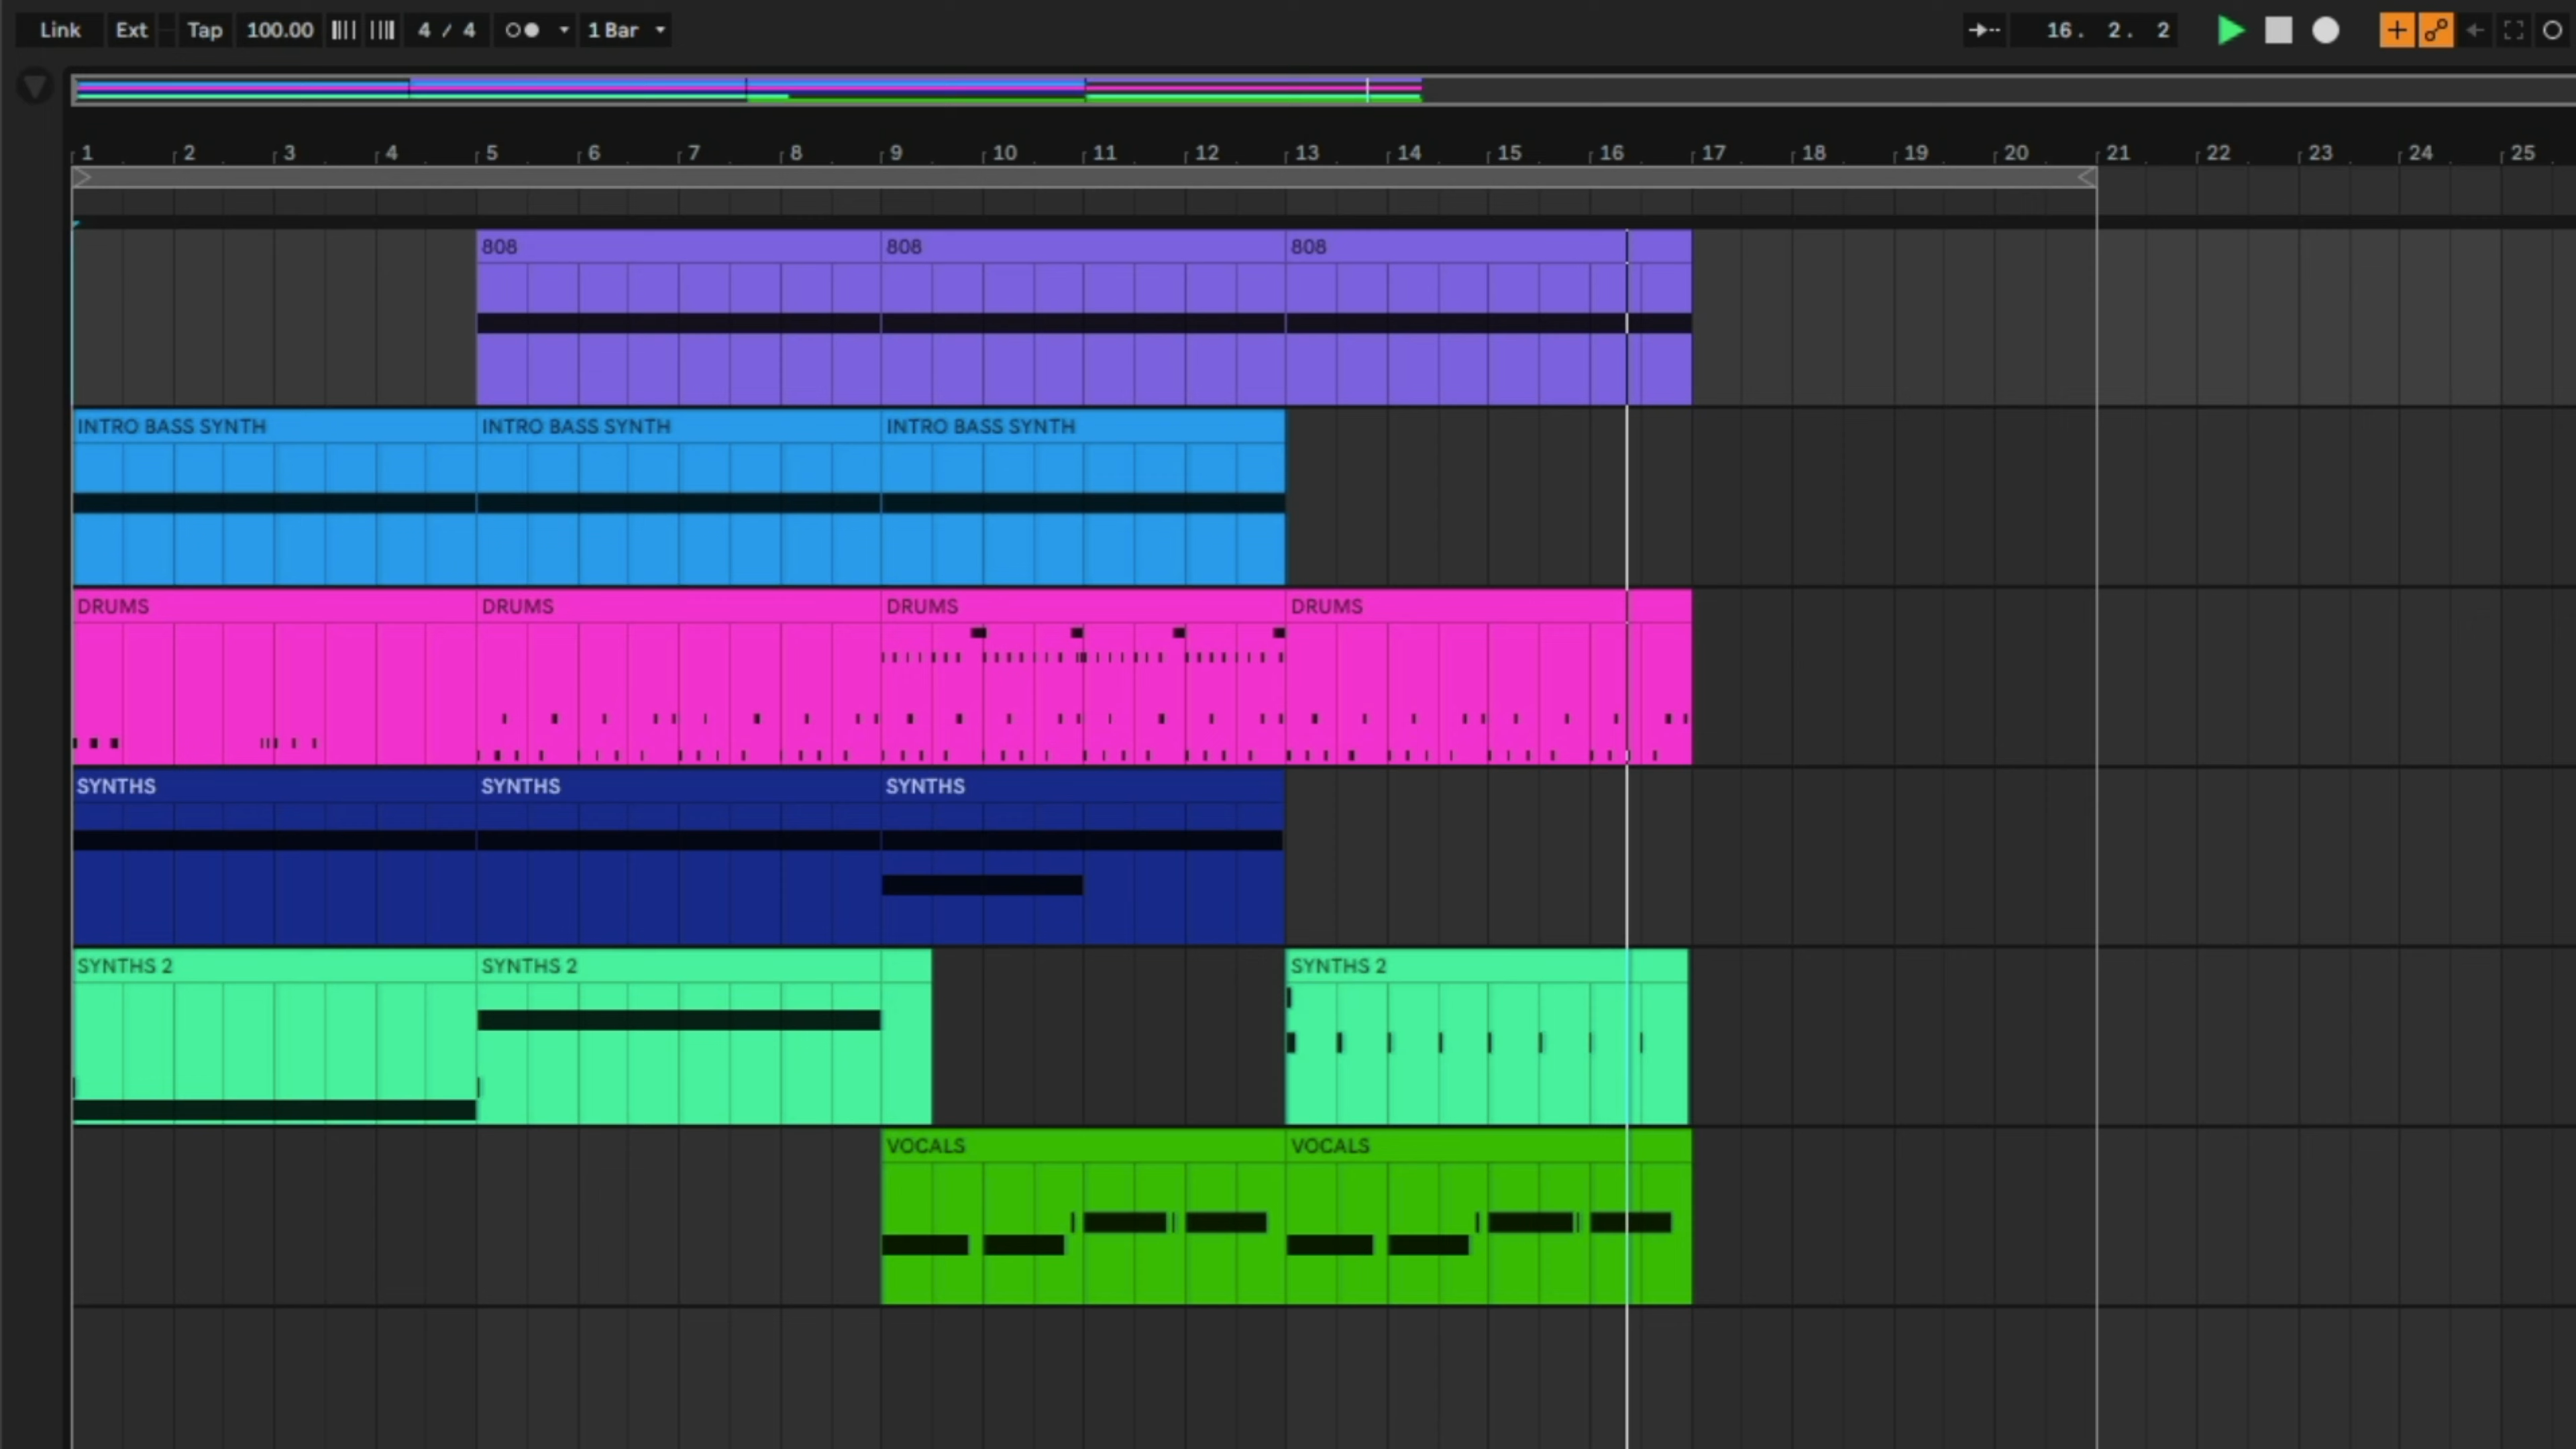 Link Ext Tap 100.00 4 / 4 1 Bar 16. 2. 2
1 2 3 4 5 6 7 8 9 10 11 12 13 14 15 16 17 18 19 20 21 22 23 24 25
808 808 808
INTRO BASS SYNTH INTRO BASS SYNTH INTRO BASS SYNTH
DRUMS DRUMS DRUMS DRUMS
SYNTHS SYNTHS SYNTHS
SYNTHS 2 SYNTHS 2 SYNTHS 2
VOCALS VOCALS